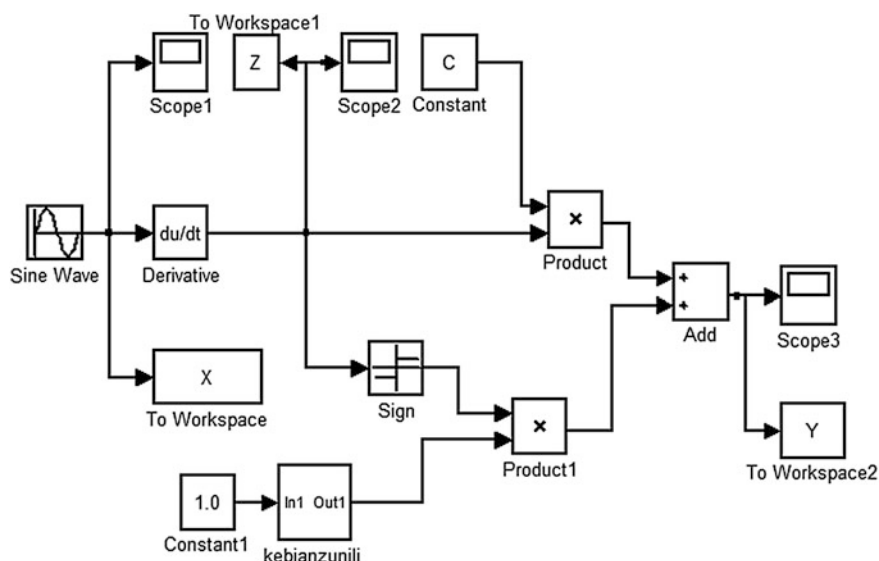 To Workspace1
Z
C
Scope1
Scope2
Constant
du/dt
×
Sine Wave
Derivative
Product
+
+
Add
Scope3
X
To Workspace
Sign
×
Y
Product1
To Workspace2
1.0
In1 Out1
Constant1
kebianzunili